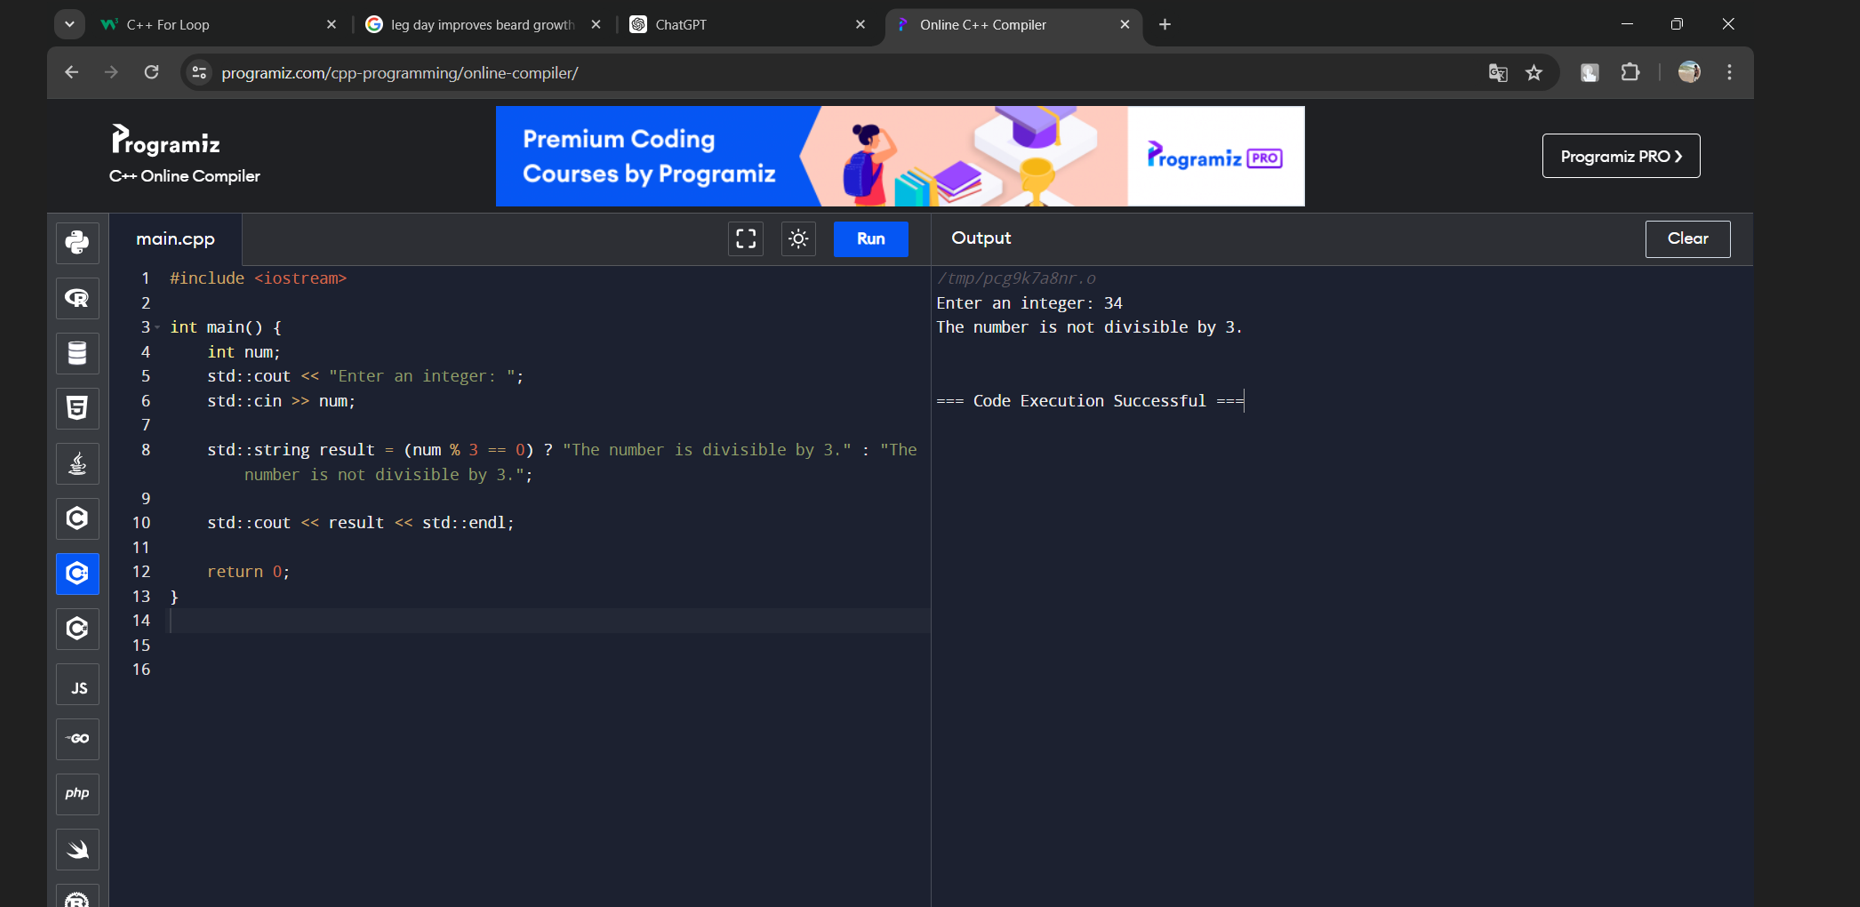 C++ For Loop
leg day improves beard growth
ChatGPT
Online C++ Compiler
programiz.com/cpp-programming/online-compiler/
Programiz
C++ Online Compiler
Premium Coding
Courses by Programiz
Programiz PRO
Programiz PRO
main.cpp
Run
Output
Clear
1 #include <iostream>
2
3 int main() {
4     int num;
5     std::cout << "Enter an integer: ";
6     std::cin >> num;
7
8     std::string result = (num % 3 == 0) ? "The number is divisible by 3." : "The
        number is not divisible by 3.";
9
10     std::cout << result << std::endl;
11
12     return 0;
13 }
14
15
16
/tmp/pcg9k7a8nr.o
Enter an integer: 34
The number is not divisible by 3.
=== Code Execution Successful ===
R
5
C
C
C
JS
GO
php
R